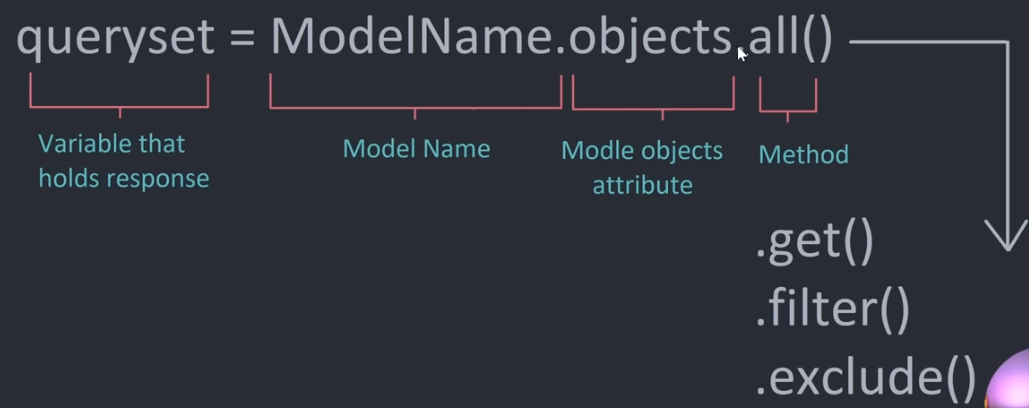 queryset = ModelName.objects.all()
Variable that
holds response
Model Name
Modle objects
attribute
Method
.get()
.filter()
.exclude()